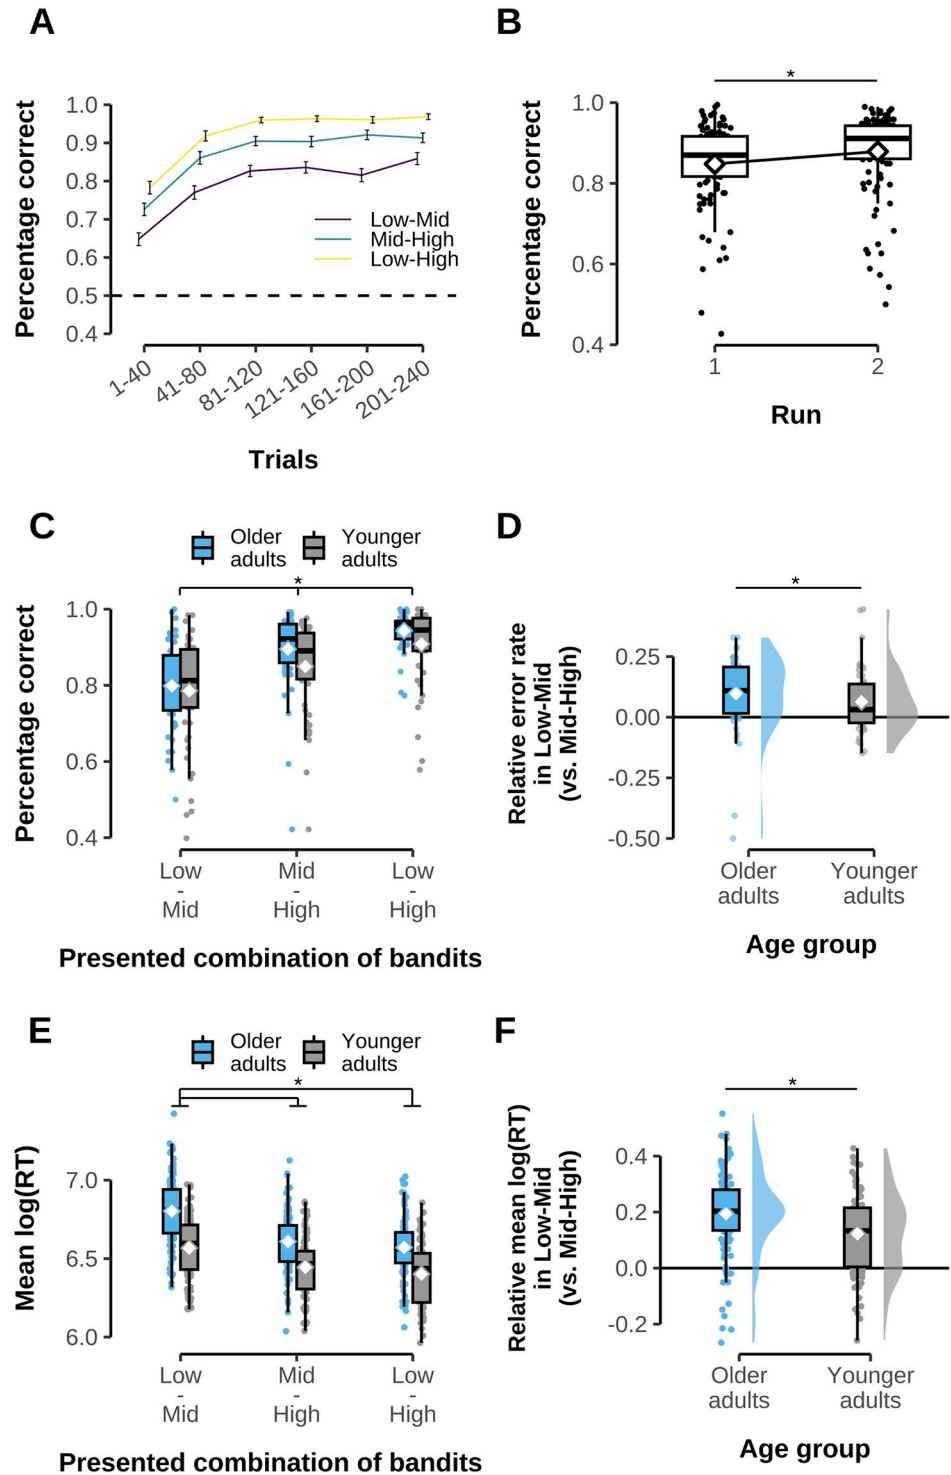 A
Percentage correct
1.0
0.9
0.8
0.7
0.6
0.5
0.4
Low-Mid
Mid-High
Low-High
1-40
41-80
81-120
121-160
161-200
201-240
Trials
B
Percentage correct
*
1.0
0.8
0.6
0.4
1
2
Run
C
Older
adults
Younger
adults
*
Percentage correct
1.0
0.8
0.6
0.4
Low
-
Mid
Mid
-
High
Low
-
High
Presented combination of bandits
D
*
Relative error rate
in Low-Mid
(vs. Mid-High)
0.25
0.00
-0.25
-0.50
Older
adults
Younger
adults
Age group
E
Older
adults
Younger
adults
*
Mean log(RT)
7.0
6.5
6.0
Low
-
Mid
Mid
-
High
Low
-
High
Presented combination of bandits
F
*
Relative mean log(RT)
in Low-Mid
(vs. Mid-High)
0.4
0.2
0.0
-0.2
Older
adults
Younger
adults
Age group